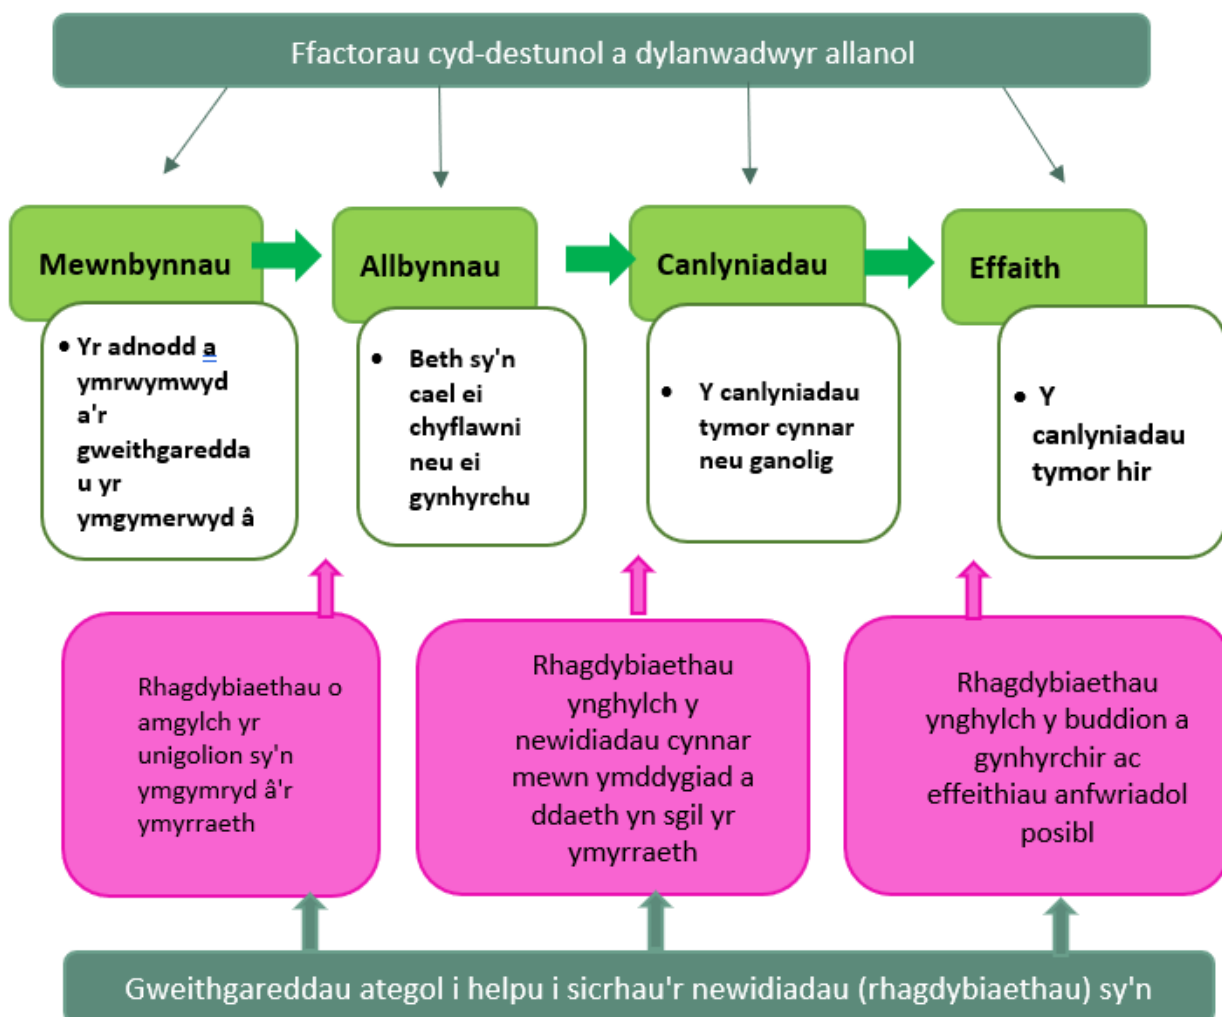 Ffactorau cyd-destunol a dylanwadwyr allanol
Mewnbynnau
Allbynnau
Canlyniadau
Effaith
• Yr adnodd a
ymrwymwyd
a'r
gweithgaredda
u yr
ymgymerwyd â
• Beth sy'n
cael ei
chyflawni
neu ei
gynhyrchu
• Y canlyniadau
tymor cynnar
neu ganolig
• Y
canlyniadau
tymor hir
Rhagdybiaethau o
amgylch yr
unigolion sy'n
ymgymryd â'r
ymyrraeth
Rhagdybiaethau
ynghylch y
newidiadau cynnar
mewn ymddygiad a
ddaeth yn sgil yr
ymyrraeth
Rhagdybiaethau
ynghylch y buddion a
gynhyrchir ac
effeithiau anfwriadol
posibl
Gweithgareddau ategol i helpu i sicrhau'r newidiadau (rhagdybiaethau) sy'n